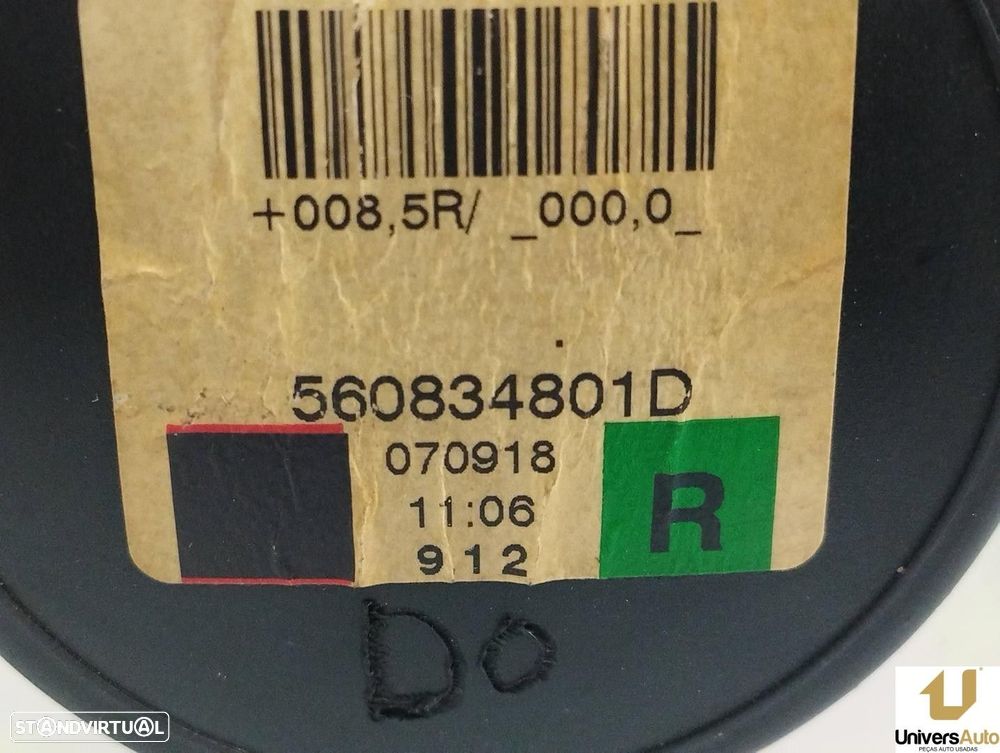 +008,5R/ _000,0_
560834801D
070918
11:06
R
912
DO
STANDVIRTUAL
UniversAuto
PEÇAS AUTO USADAS